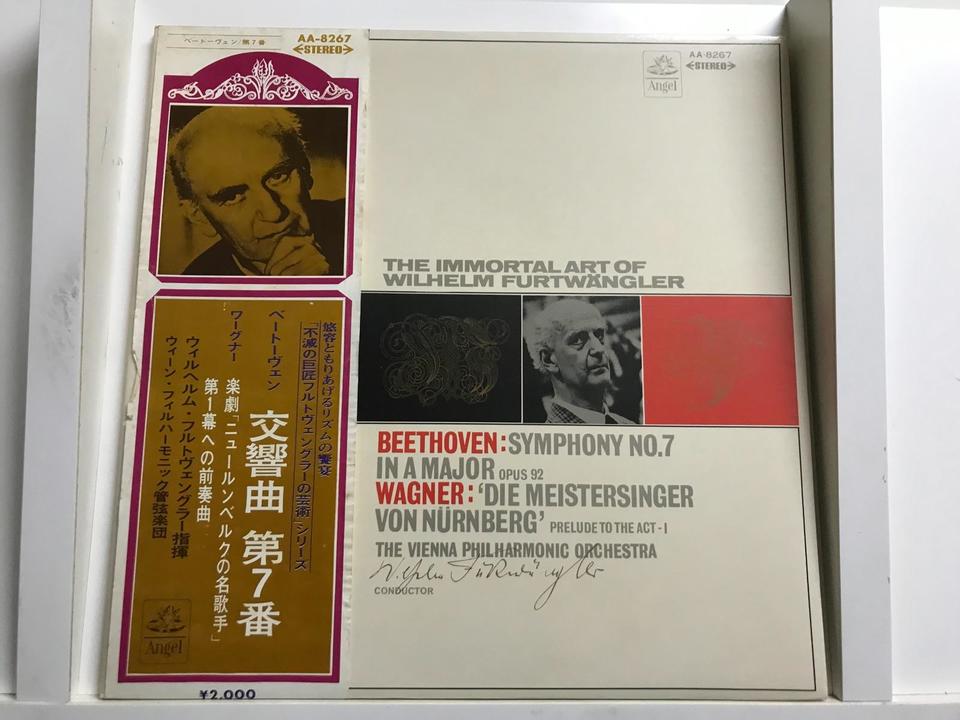 ベートーヴェン/第7番
AA-8267
STEREO
悠容ともりあげるリズムの饗宴
「不滅の巨匠フルトヴェングラーの芸術」シリーズ
ベートーヴェン
交響曲 第7番
ワーグナー
楽劇「ニュールンベルクの名歌手」
第1幕への前奏曲
ウィルヘルム・フルトヴェングラー指揮
ウィーン・フィルハーモニック管弦楽団
Angel
¥2,000
Angel
AA-8267
STEREO
THE IMMORTAL ART OF
WILHELM FURTWÄNGLER
BEETHOVEN: SYMPHONY NO.7
IN A MAJOR OPUS 92
WAGNER: 'DIE MEISTERSINGER
VON NÜRNBERG' PRELUDE TO THE ACT-I
THE VIENNA PHILHARMONIC ORCHESTRA
Wilhelm Furtwängler
CONDUCTOR